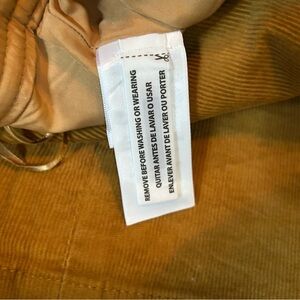 REMOVE BEFORE WASHING OR WEARING
QUITAR ANTES DE LAVAR O USAR
ENLEVER AVANT DE LAVER OU PORTER